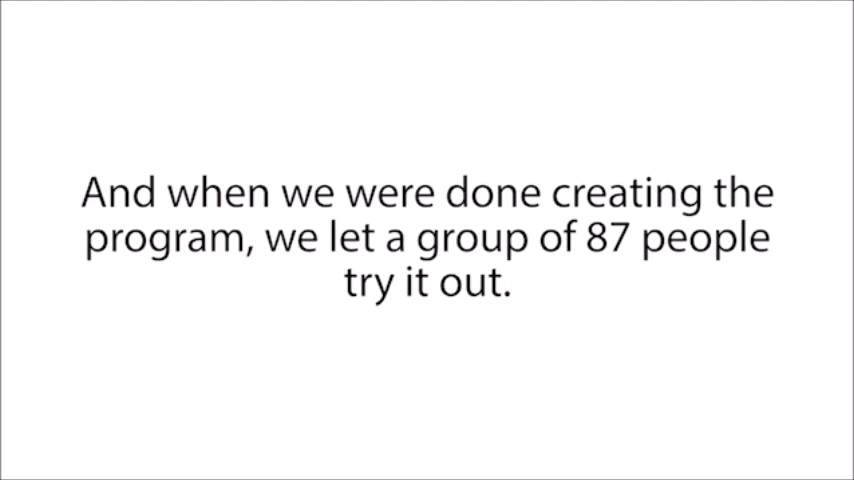 And when we were done creating the
program, we let a group of 87 people
try it out.